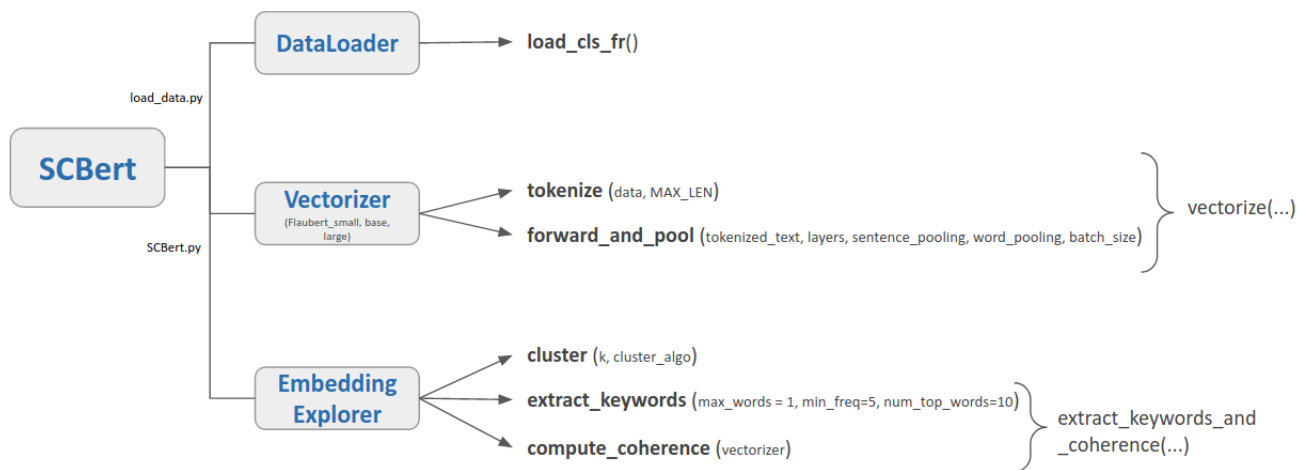 DataLoader
load_cls_fr()
load_data.py
SCBert
Vectorizer
(Flaubert_small, base,
large)
tokenize (data, MAX_LEN)
forward_and_pool (tokenized_text, layers, sentence_pooling, word_pooling, batch_size)
vectorize(...)
SCBert.py
Embedding
Explorer
cluster (k, cluster_algo)
extract_keywords (max_words = 1, min_freq=5, num_top_words=10)
compute_coherence (vectorizer)
extract_keywords_and
_coherence(...)